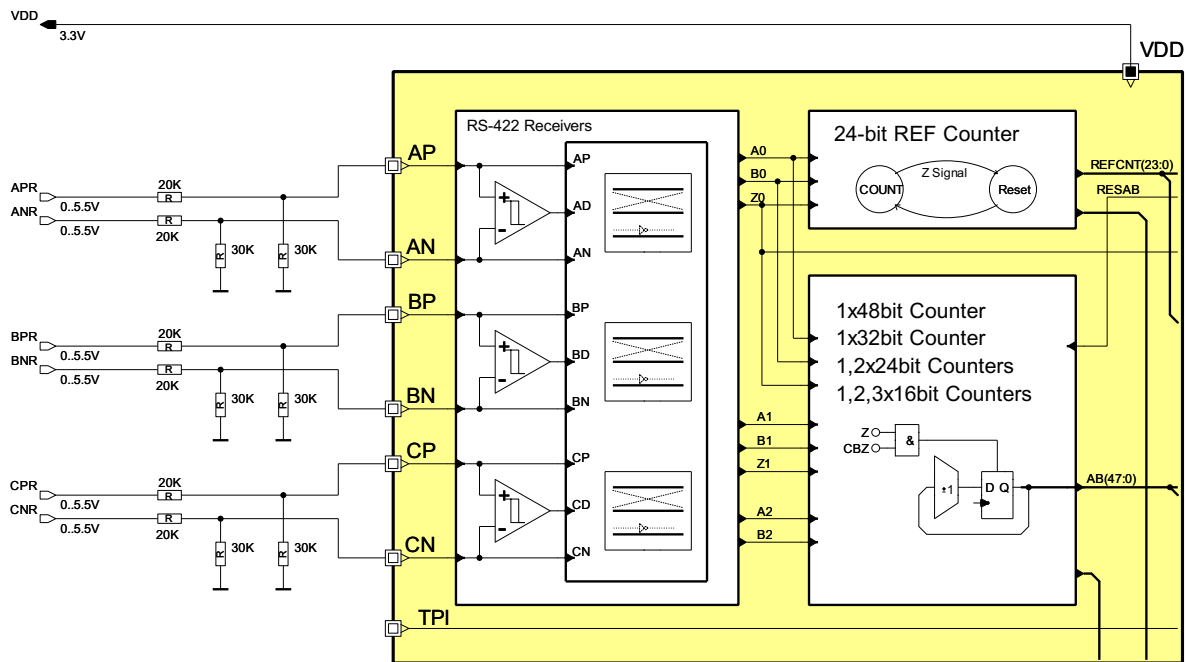 VDD
3.3V
VDD
RS-422 Receivers
24-bit REF Counter
Z Signal
COUNT
Reset
REFCNT(23:0)
RESAB
A0
B0
Z0
AP
AP
AD
AN
AN
+
-
APR
0..5.5V
20K
R
ANR
0..5.5V
20K
R
30K
R
30K
R
BP
BP
BD
BN
BN
+
-
BPR
0..5.5V
20K
R
BNR
0..5.5V
20K
R
30K
R
30K
R
1x48bit Counter
1x32bit Counter
1,2x24bit Counters
1,2,3x16bit Counters
A1
B1
Z1
A2
B2
Z
CBZ
&
±1
D Q
AB(47:0)
CP
CP
CD
CN
CN
+
-
CPR
0..5.5V
20K
R
CNR
0..5.5V
20K
R
30K
R
30K
R
TPI